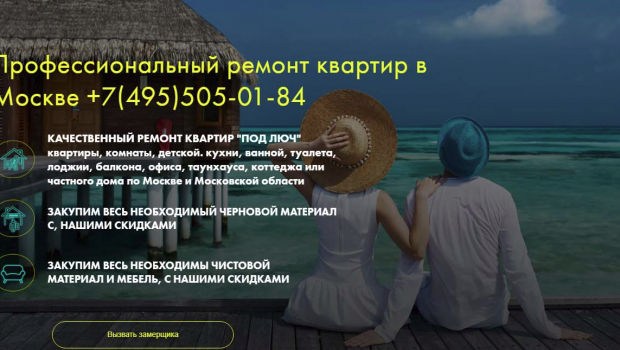 Профессиональный ремонт квартир в
Москве +7(495)505-01-84
КАЧЕСТВЕННЫЙ РЕМОНТ КВАРТИР "ПОД ЛЮЧ"
квартиры, комнаты, детской. кухни, ванной, туалета,
лоджии, балкона, офиса, таунхауса, коттеджа или
частного дома по Москве и Московской области
ЗАКУПИМ ВЕСЬ НЕОБХОДИМЫЙ ЧЕРНОВОЙ МАТЕРИАЛ
С, НАШИМИ СКИДКАМИ
ЗАКУПИМ ВЕСЬ НЕОБХОДИМЫ ЧИСТОВОЙ
МАТЕРИАЛ И МЕБЕЛЬ, С НАШИМИ СКИДКАМИ
Вызвать замерщика